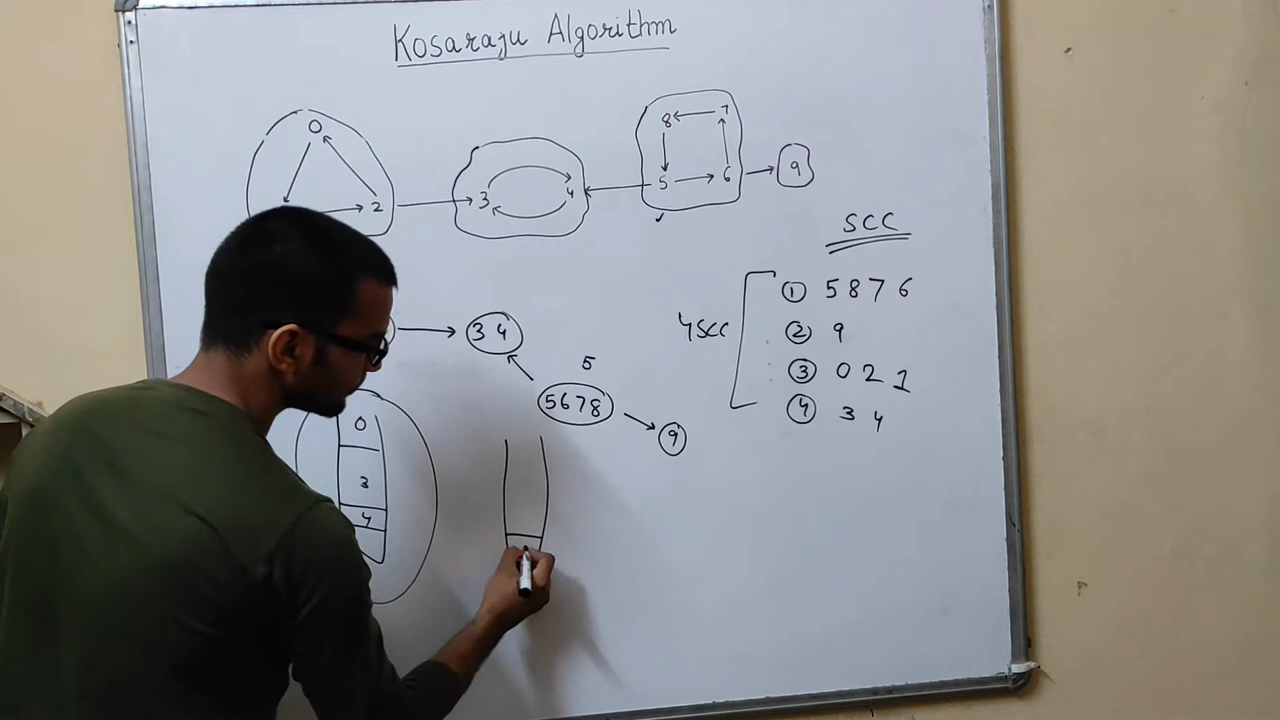 Kosaraju Algorithm
0
2
3 4
8 7
5 6
9
SCC
4SCC
① 5 8 7 6
② 9
③ 0 2 1
④ 3 4
3 4
5
5678
9
0
3
4